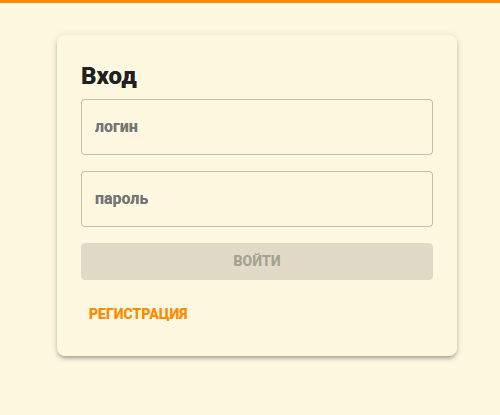 Вход
логин
пароль
ВОЙТИ
РЕГИСТРАЦИЯ